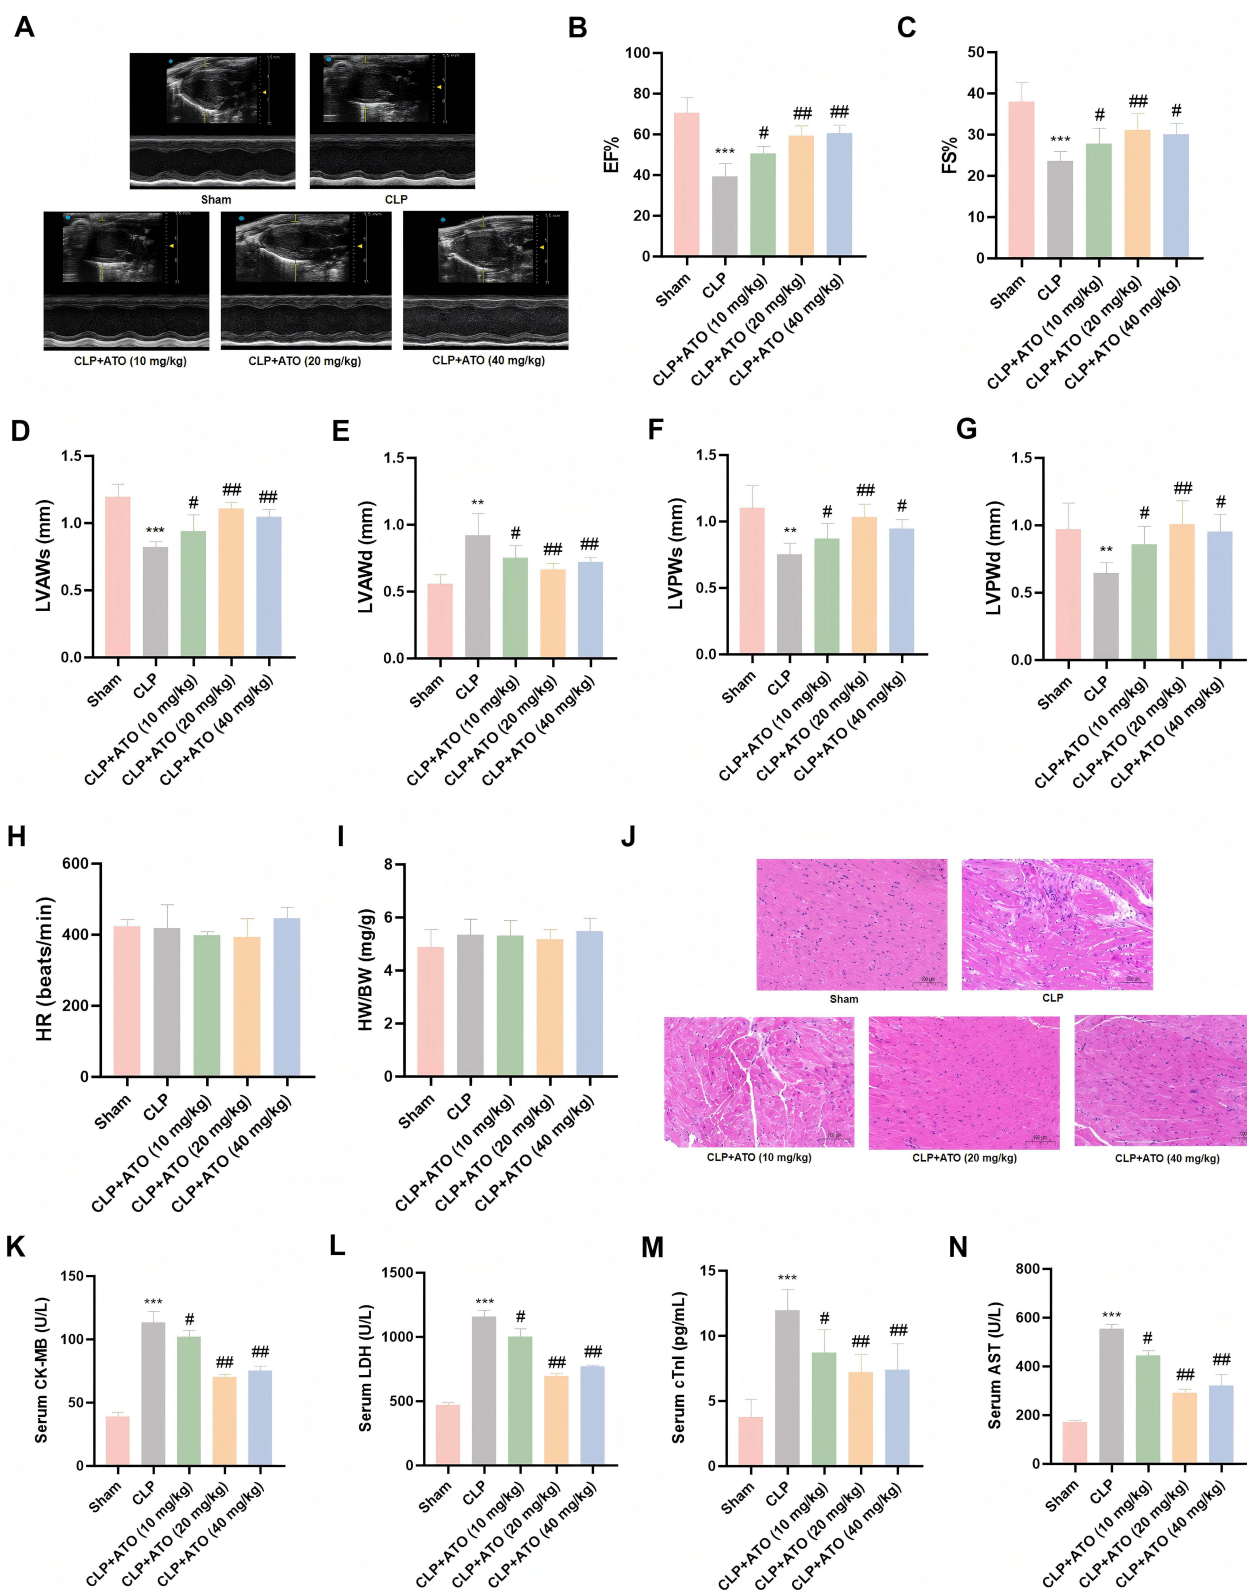 A
Sham
CLP
CLP+ATO (10 mg/kg)
CLP+ATO (20 mg/kg)
CLP+ATO (40 mg/kg)
B
EF%
100
80
60
40
20
0
***
#
##
##
Sham
CLP
CLP+ATO (10 mg/kg)
CLP+ATO (20 mg/kg)
CLP+ATO (40 mg/kg)
C
FS%
50
40
30
20
10
0
***
#
##
#
Sham
CLP
CLP+ATO (10 mg/kg)
CLP+ATO (20 mg/kg)
CLP+ATO (40 mg/kg)
D
LVAWs (mm)
1.5
1.0
0.5
0.0
***
#
##
##
Sham
CLP
CLP+ATO (10 mg/kg)
CLP+ATO (20 mg/kg)
CLP+ATO (40 mg/kg)
E
LVAWd (mm)
1.5
1.0
0.5
0.0
**
#
##
##
Sham
CLP
CLP+ATO (10 mg/kg)
CLP+ATO (20 mg/kg)
CLP+ATO (40 mg/kg)
F
LVPWs (mm)
1.5
1.0
0.5
0.0
**
#
##
#
Sham
CLP
CLP+ATO (10 mg/kg)
CLP+ATO (20 mg/kg)
CLP+ATO (40 mg/kg)
G
LVPWd (mm)
1.5
1.0
0.5
0.0
**
#
##
#
Sham
CLP
CLP+ATO (10 mg/kg)
CLP+ATO (20 mg/kg)
CLP+ATO (40 mg/kg)
H
HR (beats/min)
600
400
200
0
Sham
CLP
CLP+ATO (10 mg/kg)
CLP+ATO (20 mg/kg)
CLP+ATO (40 mg/kg)
I
HW/BW (mg/g)
8
6
4
2
0
Sham
CLP
CLP+ATO (10 mg/kg)
CLP+ATO (20 mg/kg)
CLP+ATO (40 mg/kg)
J
Sham
CLP
CLP+ATO (10 mg/kg)
CLP+ATO (20 mg/kg)
CLP+ATO (40 mg/kg)
K
Serum CK-MB (U/L)
150
100
50
0
***
#
##
##
Sham
CLP
CLP+ATO (10 mg/kg)
CLP+ATO (20 mg/kg)
CLP+ATO (40 mg/kg)
L
Serum LDH (U/L)
1500
1000
500
0
***
#
##
##
Sham
CLP
CLP+ATO (10 mg/kg)
CLP+ATO (20 mg/kg)
CLP+ATO (40 mg/kg)
M
Serum cTnI (pg/mL)
15
10
5
0
***
#
##
##
Sham
CLP
CLP+ATO (10 mg/kg)
CLP+ATO (20 mg/kg)
CLP+ATO (40 mg/kg)
N
Serum AST (U/L)
800
600
400
200
0
***
#
##
##
Sham
CLP
CLP+ATO (10 mg/kg)
CLP+ATO (20 mg/kg)
CLP+ATO (40 mg/kg)